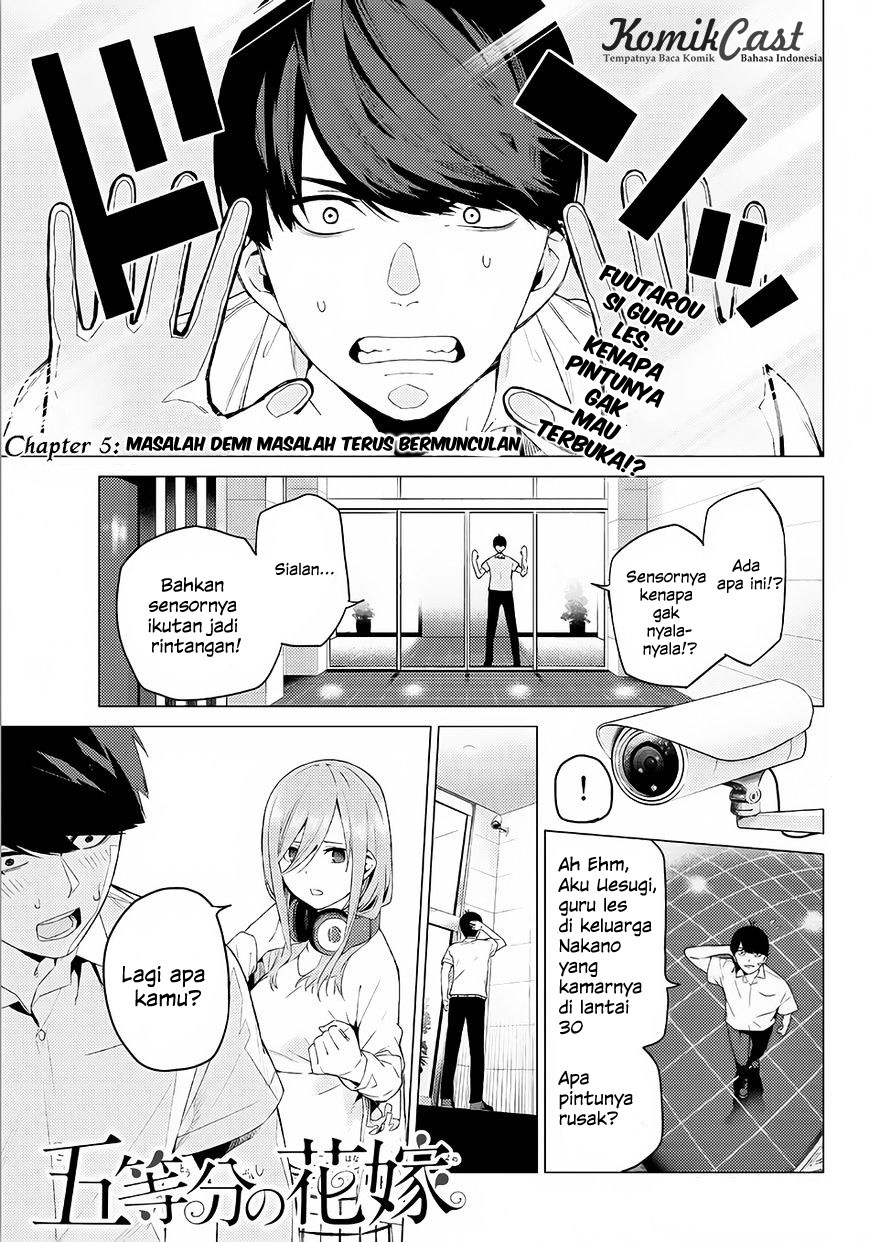 KomikCast
Tempatnya Baca Komik Bahasa Indonesia
ドドン
FUUTAROU
SI GURU
LES.
KENAPA
PINTUNYA
GAK
MAU
TERBUKA!?
Chapter 5: MASALAH DEMI MASALAH TERUS BERMUNCULAN
Ada
apa ini!?
Sensornya
kenapa
gak
nyala-
nyala!?
Sialan...
Bahkan
sensornya
ikutan jadi
rintangan!
!
Ah Ehm,
Aku Uesugi,
guru les
di keluarga
Nakano
yang
kamarnya
di lantai
30
Apa
pintunya
rusak?
Lagi apa
kamu?
五等分の花嫁